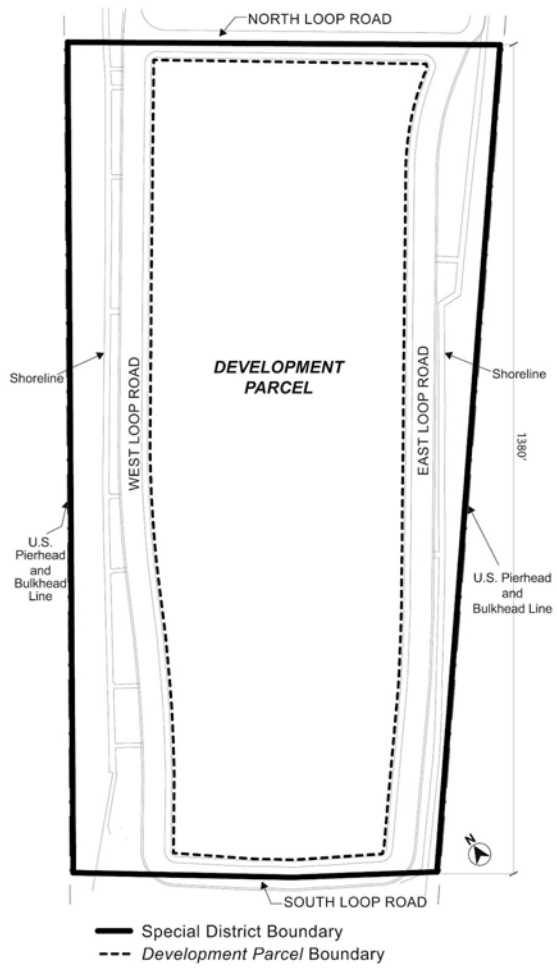 NORTH LOOP ROAD
DEVELOPMENT
PARCEL
WEST LOOP ROAD
EAST LOOP ROAD
Shoreline
Shoreline
1380'
U.S.
Pierhead
and
Bulkhead
Line
U.S. Pierhead
and
Bulkhead Line
N
SOUTH LOOP ROAD
Special District Boundary
Development Parcel Boundary